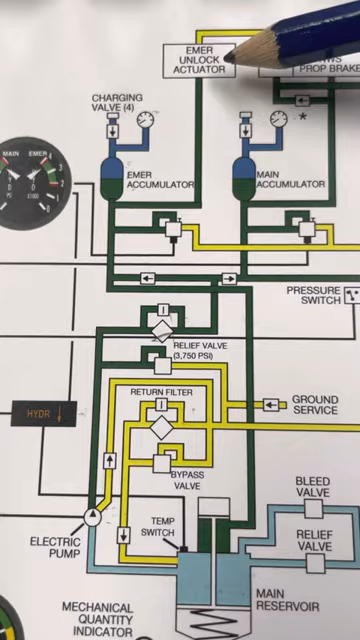 EMER
UNLOCK
ACTUATOR
PROP BRAKE
CHARGING
VALVE (4)
*
MAIN EMER
EMER
ACCUMULATOR
MAIN
ACCUMULATOR
PRESSURE
SWITCH
RELIEF VALVE
(3,750 PSI)
RETURN FILTER
HYDR ↓
GROUND
SERVICE
BYPASS
VALVE
BLEED
VALVE
TEMP
SWITCH
ELECTRIC
PUMP
RELIEF
VALVE
MAIN
RESERVOIR
MECHANICAL
QUANTITY
INDICATOR